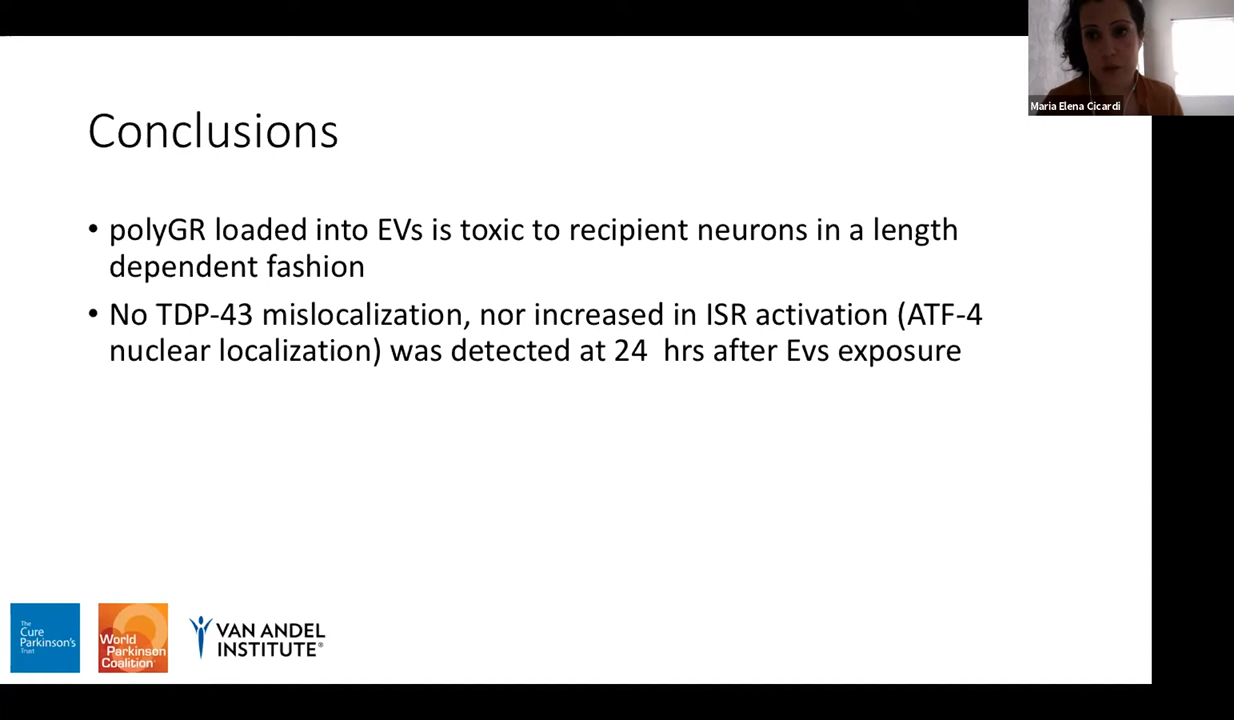 Maria Elena Cicardi
Conclusions
• polyGR loaded into EVs is toxic to recipient neurons in a length
dependent fashion
• No TDP-43 mislocalization, nor increased in ISR activation (ATF-4
nuclear localization) was detected at 24  hrs after Evs exposure
The
Cure
Parkinson's
Trust
World
Parkinson
Coalition
VAN ANDEL
INSTITUTE®